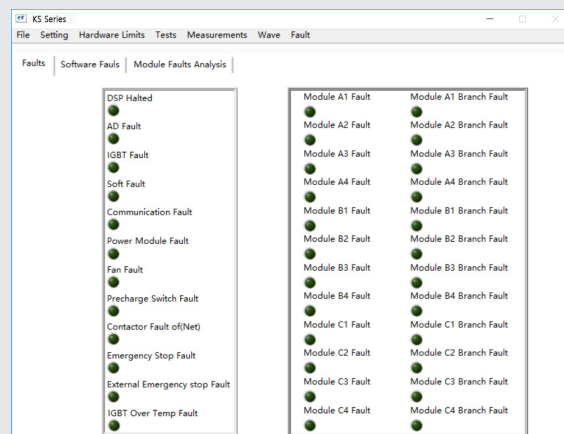 KS Series
File Setting Hardware Limits Tests Measurements Wave Fault
Faults Software Fauls Module Faults Analysis
DSP Halted
AD Fault
IGBT Fault
Soft Fault
Communication Fault
Power Module Fault
Fan Fault
Precharge Switch Fault
Contactor Fault of(Net)
Emergency Stop Fault
External Emergency stop Fault
IGBT Over Temp Fault
Module A1 Fault Module A1 Branch Fault
Module A2 Fault Module A2 Branch Fault
Module A3 Fault Module A3 Branch Fault
Module A4 Fault Module A4 Branch Fault
Module B1 Fault Module B1 Branch Fault
Module B2 Fault Module B2 Branch Fault
Module B3 Fault Module B3 Branch Fault
Module B4 Fault Module B4 Branch Fault
Module C1 Fault Module C1 Branch Fault
Module C2 Fault Module C2 Branch Fault
Module C3 Fault Module C3 Branch Fault
Module C4 Fault Module C4 Branch Fault